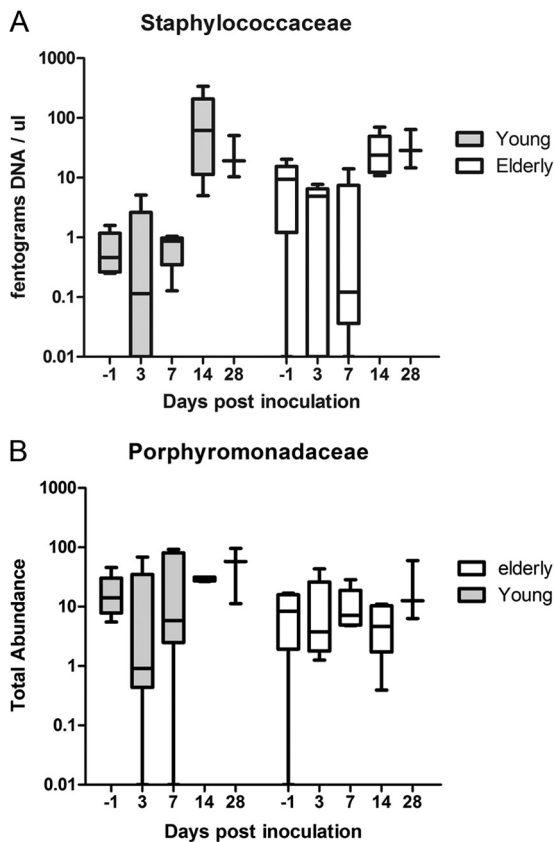 A
Staphylococcaceae
fentograms DNA / ul
1000
100
10
1
0.1
0.01
-1 3 7 14 28 -1 3 7 14 28
Days post inoculation
Young
Elderly
B
Porphyromonadaceae
Total Abundance
1000
100
10
1
0.1
0.01
-1 3 7 14 28 -1 3 7 14 28
Days post inoculation
elderly
Young